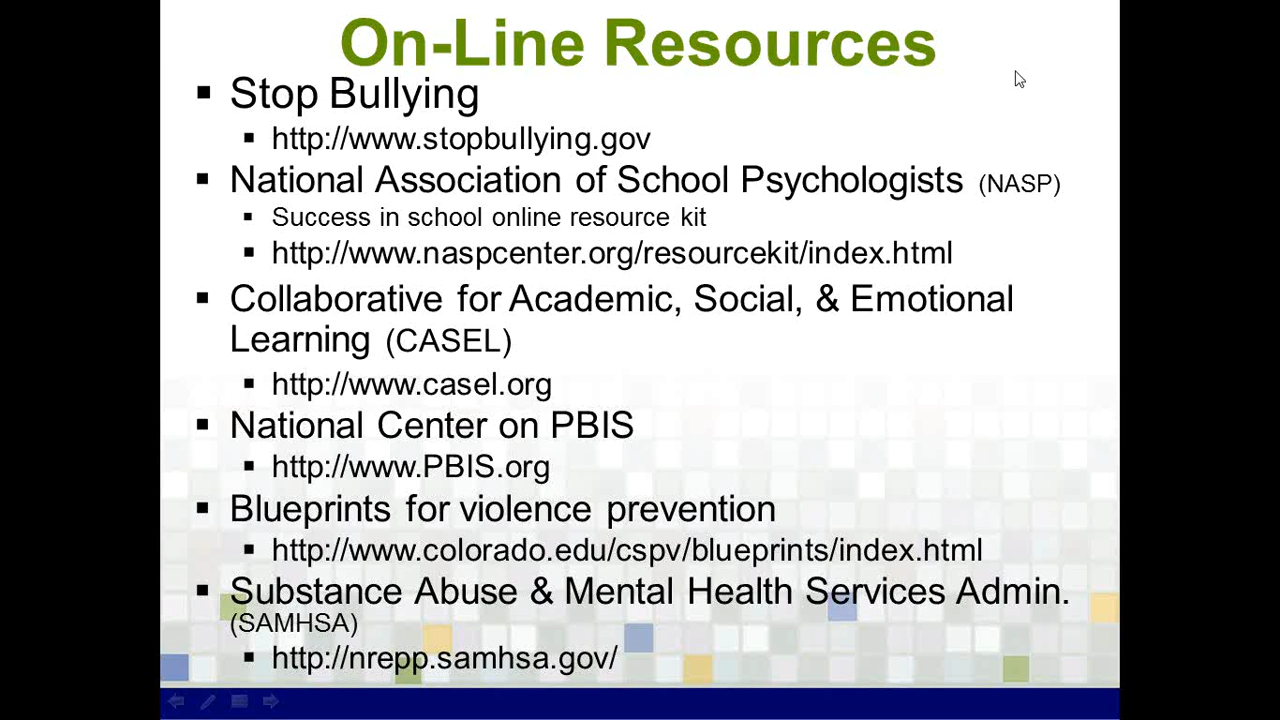 On-Line Resources
Stop Bullying
http://www.stopbullying.gov
National Association of School Psychologists (NASP)
Success in school online resource kit
http://www.naspcenter.org/resourcekit/index.html
Collaborative for Academic, Social, & Emotional
Learning (CASEL)
http://www.casel.org
National Center on PBIS
http://www.PBIS.org
Blueprints for violence prevention
http://www.colorado.edu/cspv/blueprints/index.html
Substance Abuse & Mental Health Services Admin.
(SAMHSA)
http://nrepp.samhsa.gov/